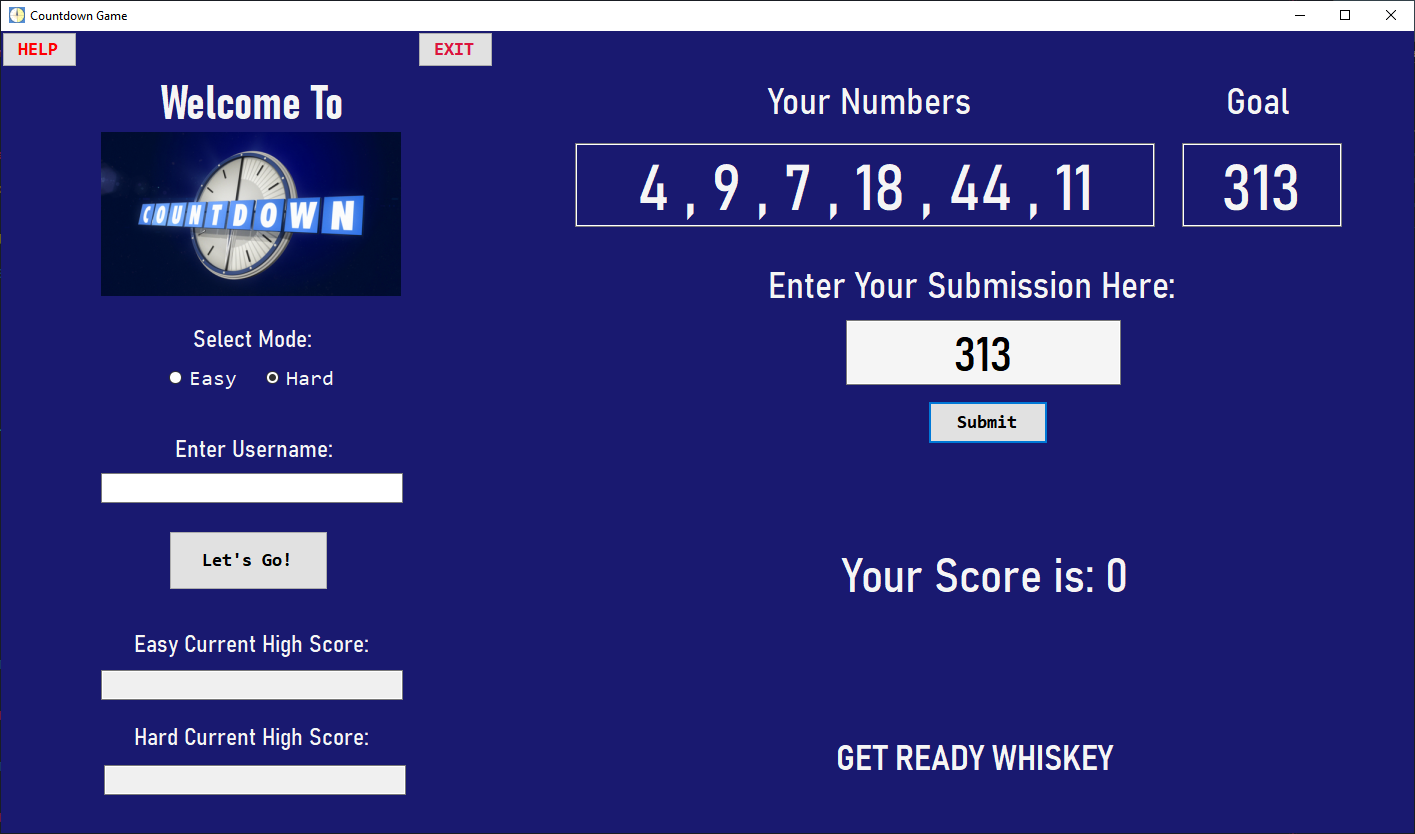 Countdown Game
HELP
EXIT
Welcome To
COUNTDOWN
Select Mode:
Easy Hard
Enter Username:
Let's Go!
Easy Current High Score:
Hard Current High Score:
Your Numbers
4 , 9 , 7 , 18 , 44 , 11
Goal
313
Enter Your Submission Here:
313
Submit
Your Score is: 0
GET READY WHISKEY